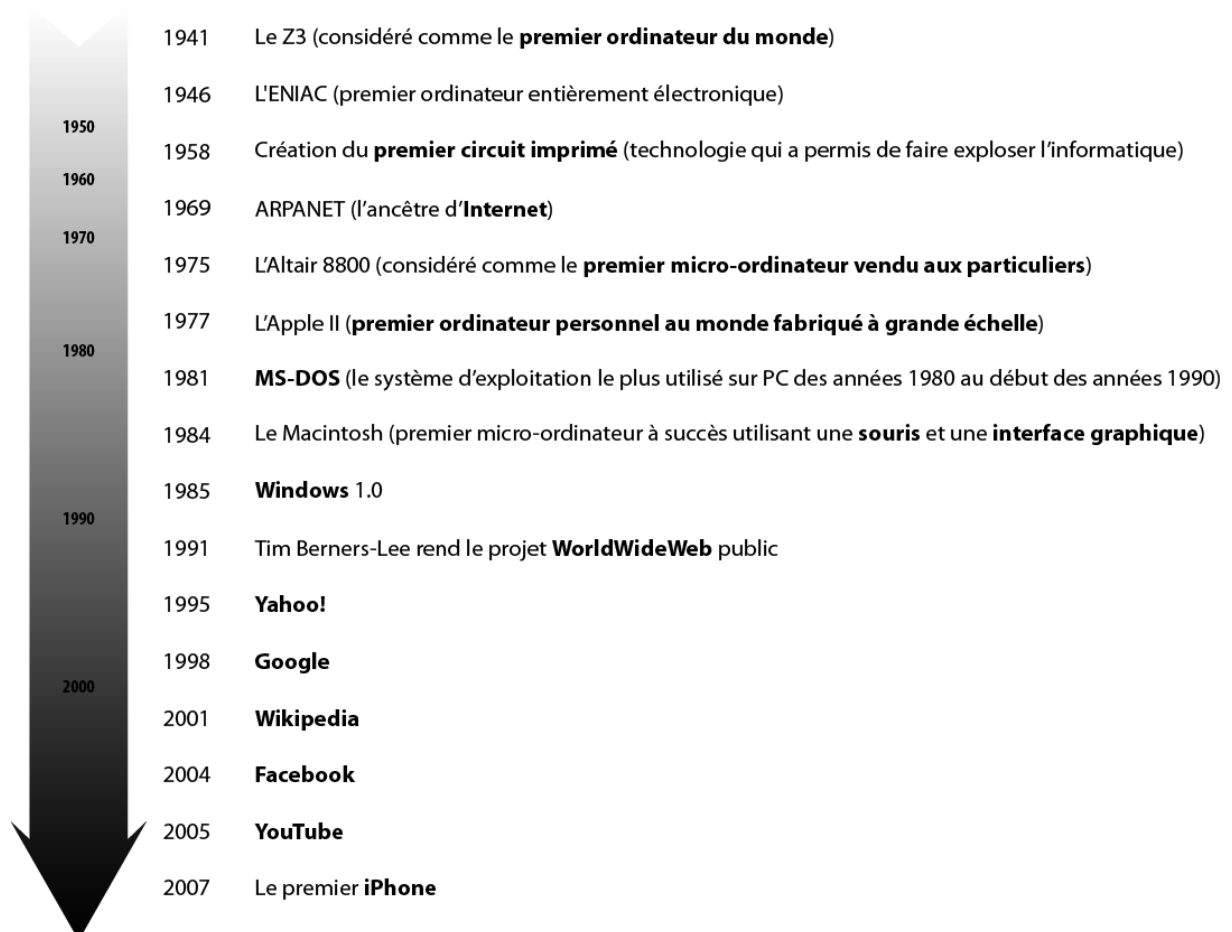 1941 Le Z3 (considéré comme le premier ordinateur du monde)
1946 L'ENIAC (premier ordinateur entièrement électronique)
1950
1958 Création du premier circuit imprimé (technologie qui a permis de faire exploser l’informatique)
1960
1969 ARPANET (l’ancêtre d’Internet)
1970
1975 L’Altair 8800 (considéré comme le premier micro-ordinateur vendu aux particuliers)
1977 L’Apple II (premier ordinateur personnel au monde fabriqué à grande échelle)
1980
1981 MS-DOS (le système d’exploitation le plus utilisé sur PC des années 1980 au début des années 1990)
1984 Le Macintosh (premier micro-ordinateur à succès utilisant une souris et une interface graphique)
1985 Windows 1.0
1990
1991 Tim Berners-Lee rend le projet WorldWideWeb public
1995 Yahoo!
1998 Google
2000
2001 Wikipedia
2004 Facebook
2005 YouTube
2007 Le premier iPhone